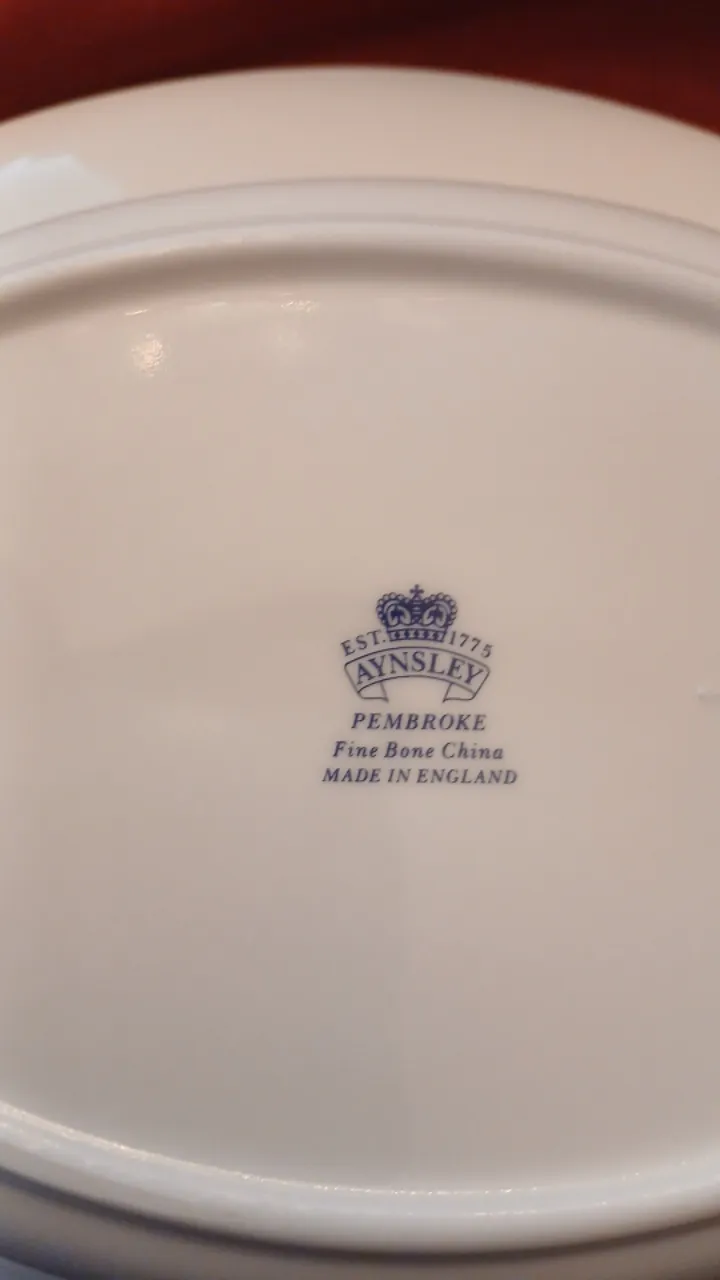 EST. 1775
AYNSLEY
PEMBROKE
Fine Bone China
MADE IN ENGLAND